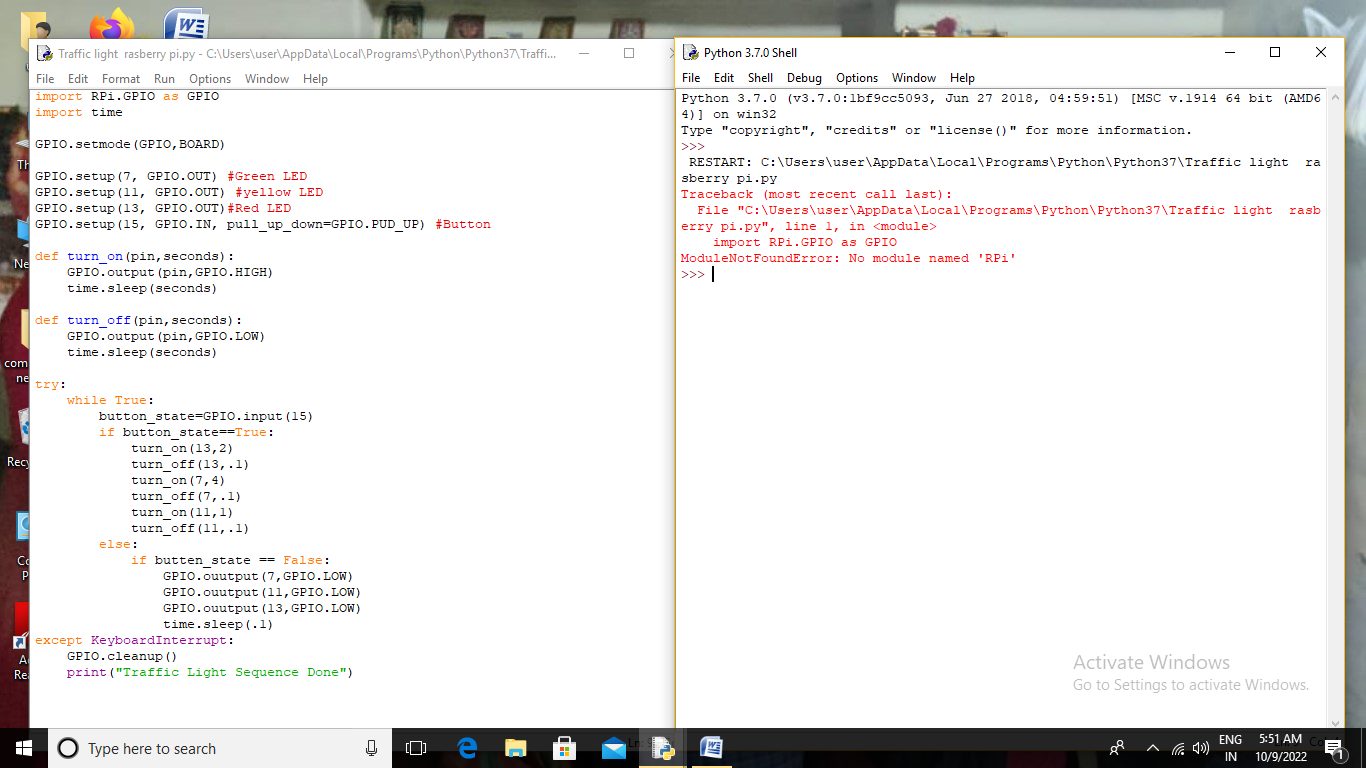 Traffic light  rasberry pi.py - C:\Users\user\AppData\Local\Programs\Python\Python37\Traffi...
File Edit Format Run Options Window Help
import RPi.GPIO as GPIO
import time
GPIO.setmode(GPIO,BOARD)
GPIO.setup(7, GPIO.OUT) #Green LED
GPIO.setup(11, GPIO.OUT) #yellow LED
GPIO.setup(13, GPIO.OUT)#Red LED
GPIO.setup(15, GPIO.IN, pull_up_down=GPIO.PUD_UP) #Button
def turn_on(pin,seconds):
    GPIO.output(pin,GPIO.HIGH)
    time.sleep(seconds)
def turn_off(pin,seconds):
    GPIO.output(pin,GPIO.LOW)
    time.sleep(seconds)
try:
    while True:
        button_state=GPIO.input(15)
        if button_state==True:
            turn_on(13,2)
            turn_off(13,.1)
            turn_on(7,4)
            turn_off(7,.1)
            turn_on(11,1)
            turn_off(11,.1)
        else:
            if butten_state == False:
                GPIO.ouutput(7,GPIO.LOW)
                GPIO.ouutput(11,GPIO.LOW)
                GPIO.ouutput(13,GPIO.LOW)
                time.sleep(.1)
except KeyboardInterrupt:
    GPIO.cleanup()
    print("Traffic Light Sequence Done")
Python 3.7.0 Shell
File Edit Shell Debug Options Window Help
Python 3.7.0 (v3.7.0:1bf9cc5093, Jun 27 2018, 04:59:51) [MSC v.1914 64 bit (AMD6
4)] on win32
Type "copyright", "credits" or "license()" for more information.
>>>
 RESTART: C:\Users\user\AppData\Local\Programs\Python\Python37\Traffic light  ra
sberry pi.py
Traceback (most recent call last):
  File "C:\Users\user\AppData\Local\Programs\Python\Python37\Traffic light  rasb
erry pi.py", line 1, in <module>
    import RPi.GPIO as GPIO
ModuleNotFoundError: No module named 'RPi'
>>>
Activate Windows
Go to Settings to activate Windows.
Th
Ne
com
ne
Recy
Co
P
A
Rea
Type here to search
ENG
IN
5:51 AM
10/9/2022
1